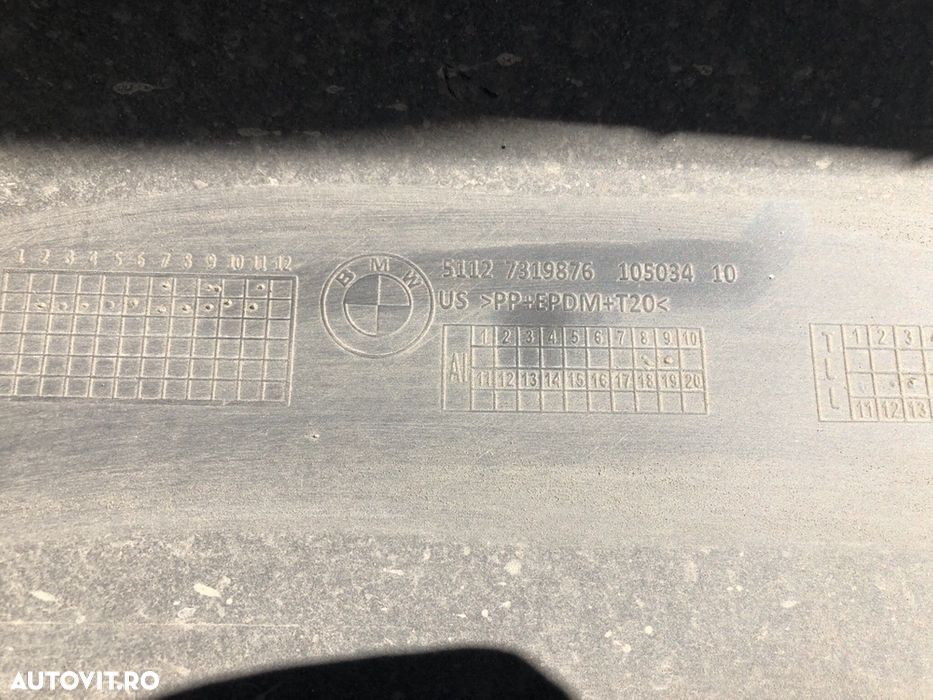 1 2 3 4 5 6 7 8 9 10 11 12
BMW
5112 7319876 105034 10
US >PP+EPDM+T20<
AI
1 2 3 4 5 6 7 8 9 10
11 12 13 14 15 16 17 18 19 20
TLL
1 2 3 4
11 12 13
AUTOVIT.RO